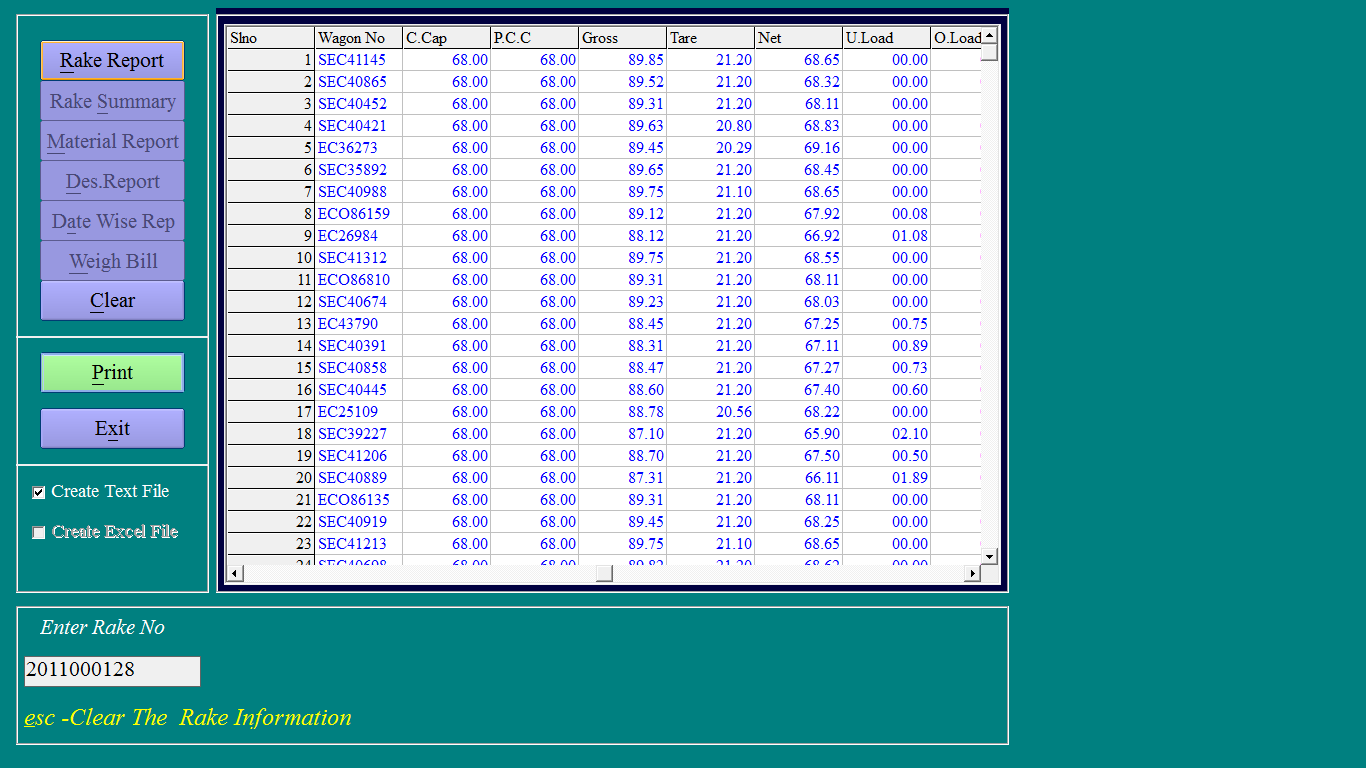 Rake Report
Rake Summary
Material Report
Des.Report
Date Wise Rep
Weigh Bill
Clear
Print
Exit
Create Text File
Create Excel File
Slno Wagon No C.Cap P.C.C Gross Tare Net U.Load O.Load
1 SEC41145 68.00 68.00 89.85 21.20 68.65 00.00
2 SEC40865 68.00 68.00 89.52 21.20 68.32 00.00
3 SEC40452 68.00 68.00 89.31 21.20 68.11 00.00
4 SEC40421 68.00 68.00 89.63 20.80 68.83 00.00
5 EC36273 68.00 68.00 89.45 20.29 69.16 00.00
6 SEC35892 68.00 68.00 89.65 21.20 68.45 00.00
7 SEC40988 68.00 68.00 89.75 21.10 68.65 00.00
8 ECO86159 68.00 68.00 89.12 21.20 67.92 00.08
9 EC26984 68.00 68.00 88.12 21.20 66.92 01.08
10 SEC41312 68.00 68.00 89.75 21.20 68.55 00.00
11 ECO86810 68.00 68.00 89.31 21.20 68.11 00.00
12 SEC40674 68.00 68.00 89.23 21.20 68.03 00.00
13 EC43790 68.00 68.00 88.45 21.20 67.25 00.75
14 SEC40391 68.00 68.00 88.31 21.20 67.11 00.89
15 SEC40858 68.00 68.00 88.47 21.20 67.27 00.73
16 SEC40445 68.00 68.00 88.60 21.20 67.40 00.60
17 EC25109 68.00 68.00 88.78 20.56 68.22 00.00
18 SEC39227 68.00 68.00 87.10 21.20 65.90 02.10
19 SEC41206 68.00 68.00 88.70 21.20 67.50 00.50
20 SEC40889 68.00 68.00 87.31 21.20 66.11 01.89
21 ECO86135 68.00 68.00 89.31 21.20 68.11 00.00
22 SEC40919 68.00 68.00 89.45 21.20 68.25 00.00
23 SEC41213 68.00 68.00 89.75 21.10 68.65 00.00
Enter Rake No
2011000128
esc -Clear The Rake Information